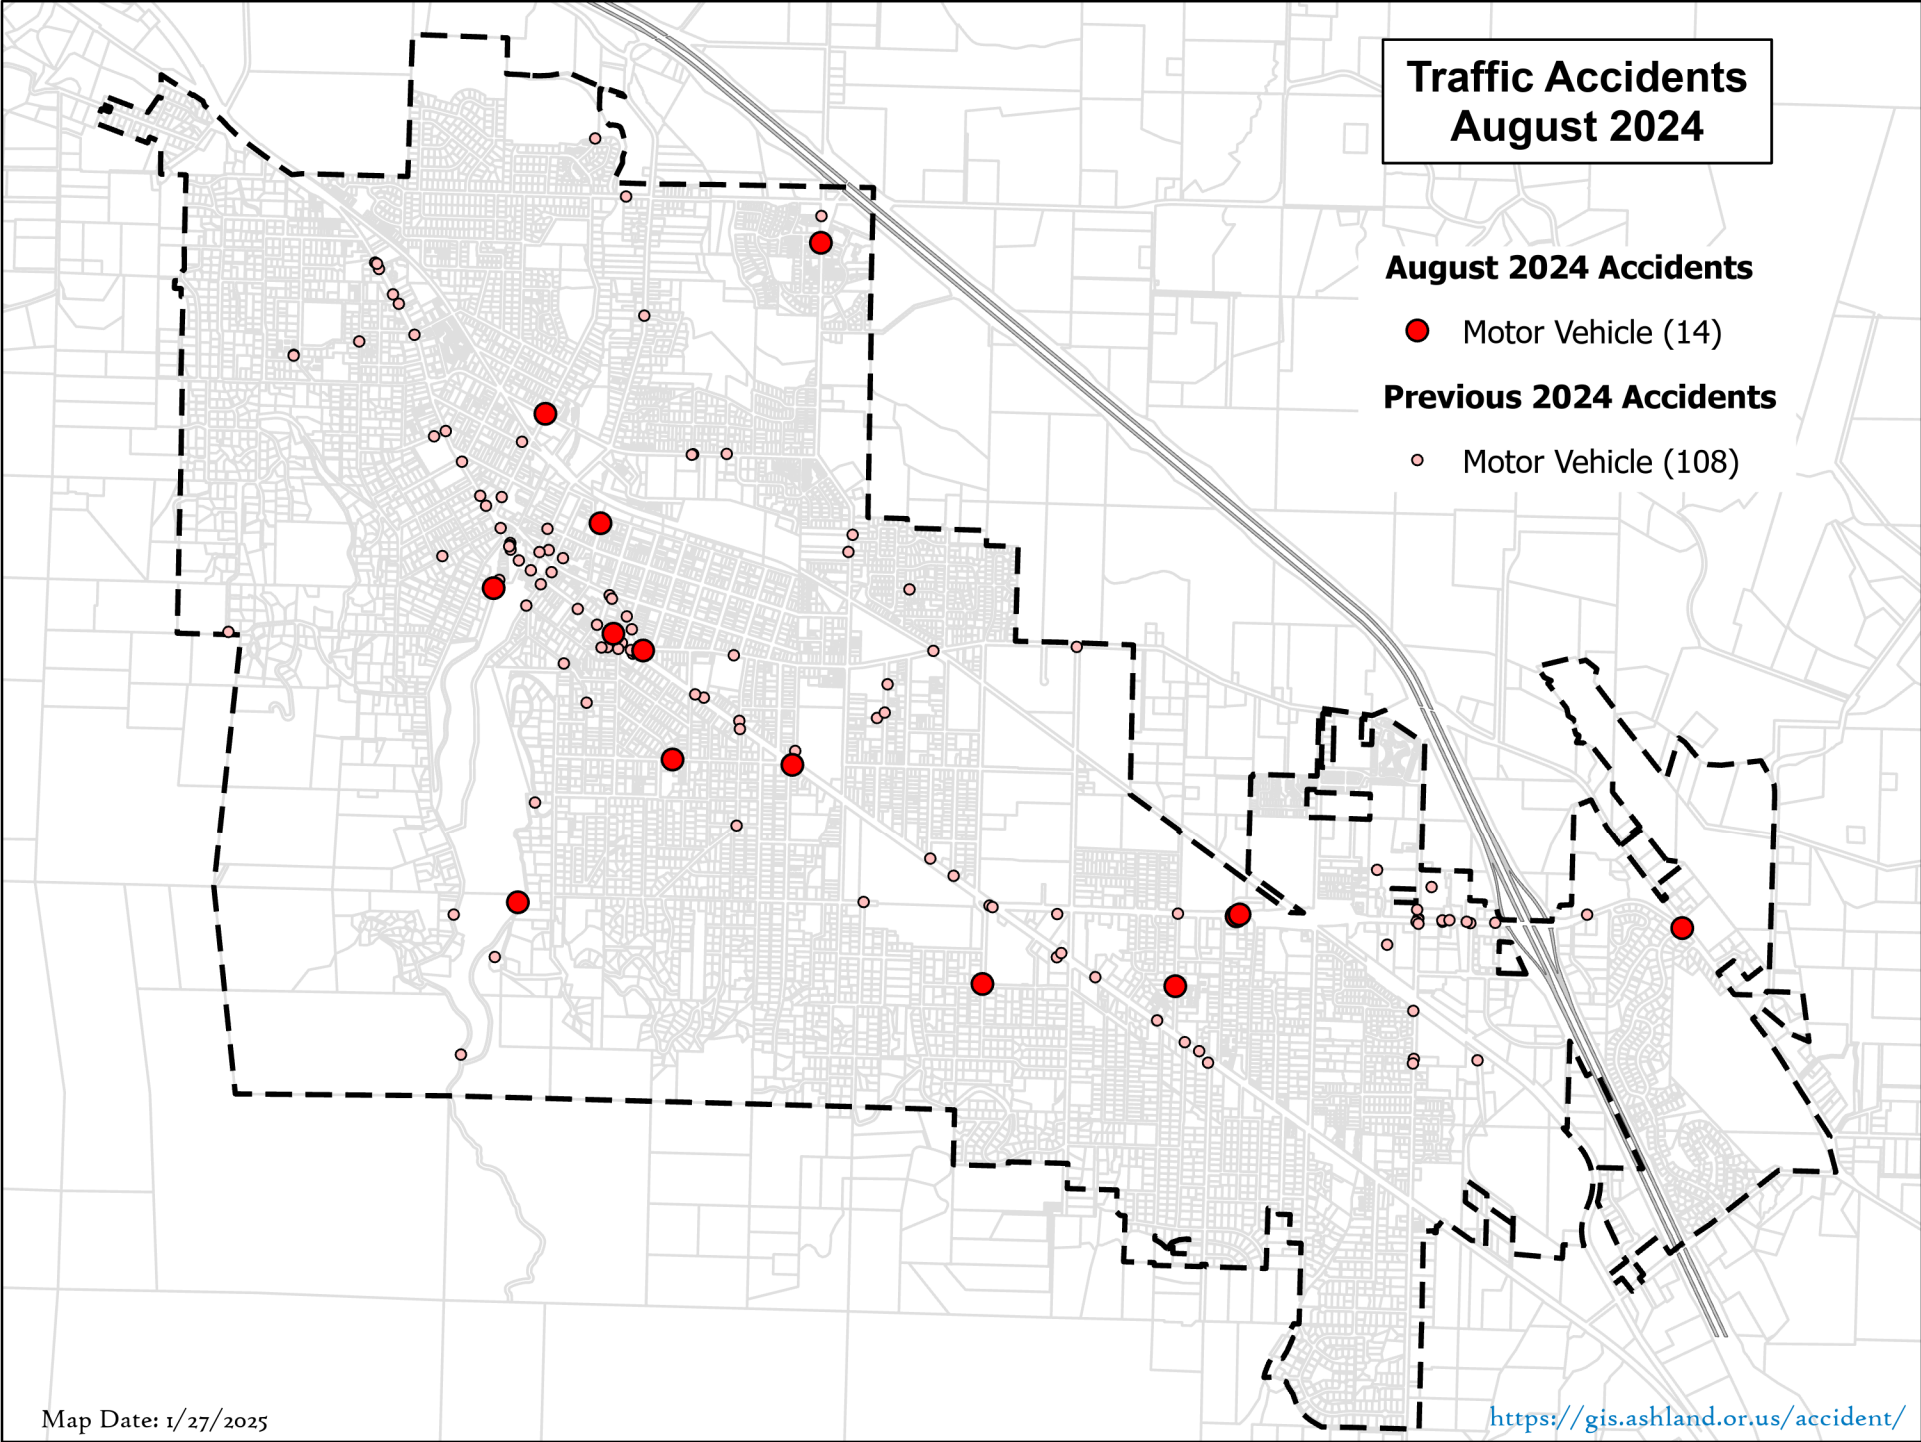 Traffic Accidents
August 2024
August 2024 Accidents
Motor Vehicle (14)
Previous 2024 Accidents
Motor Vehicle (108)
Map Date: 1/27/2025
https://gis.ashland.or.us/accident/